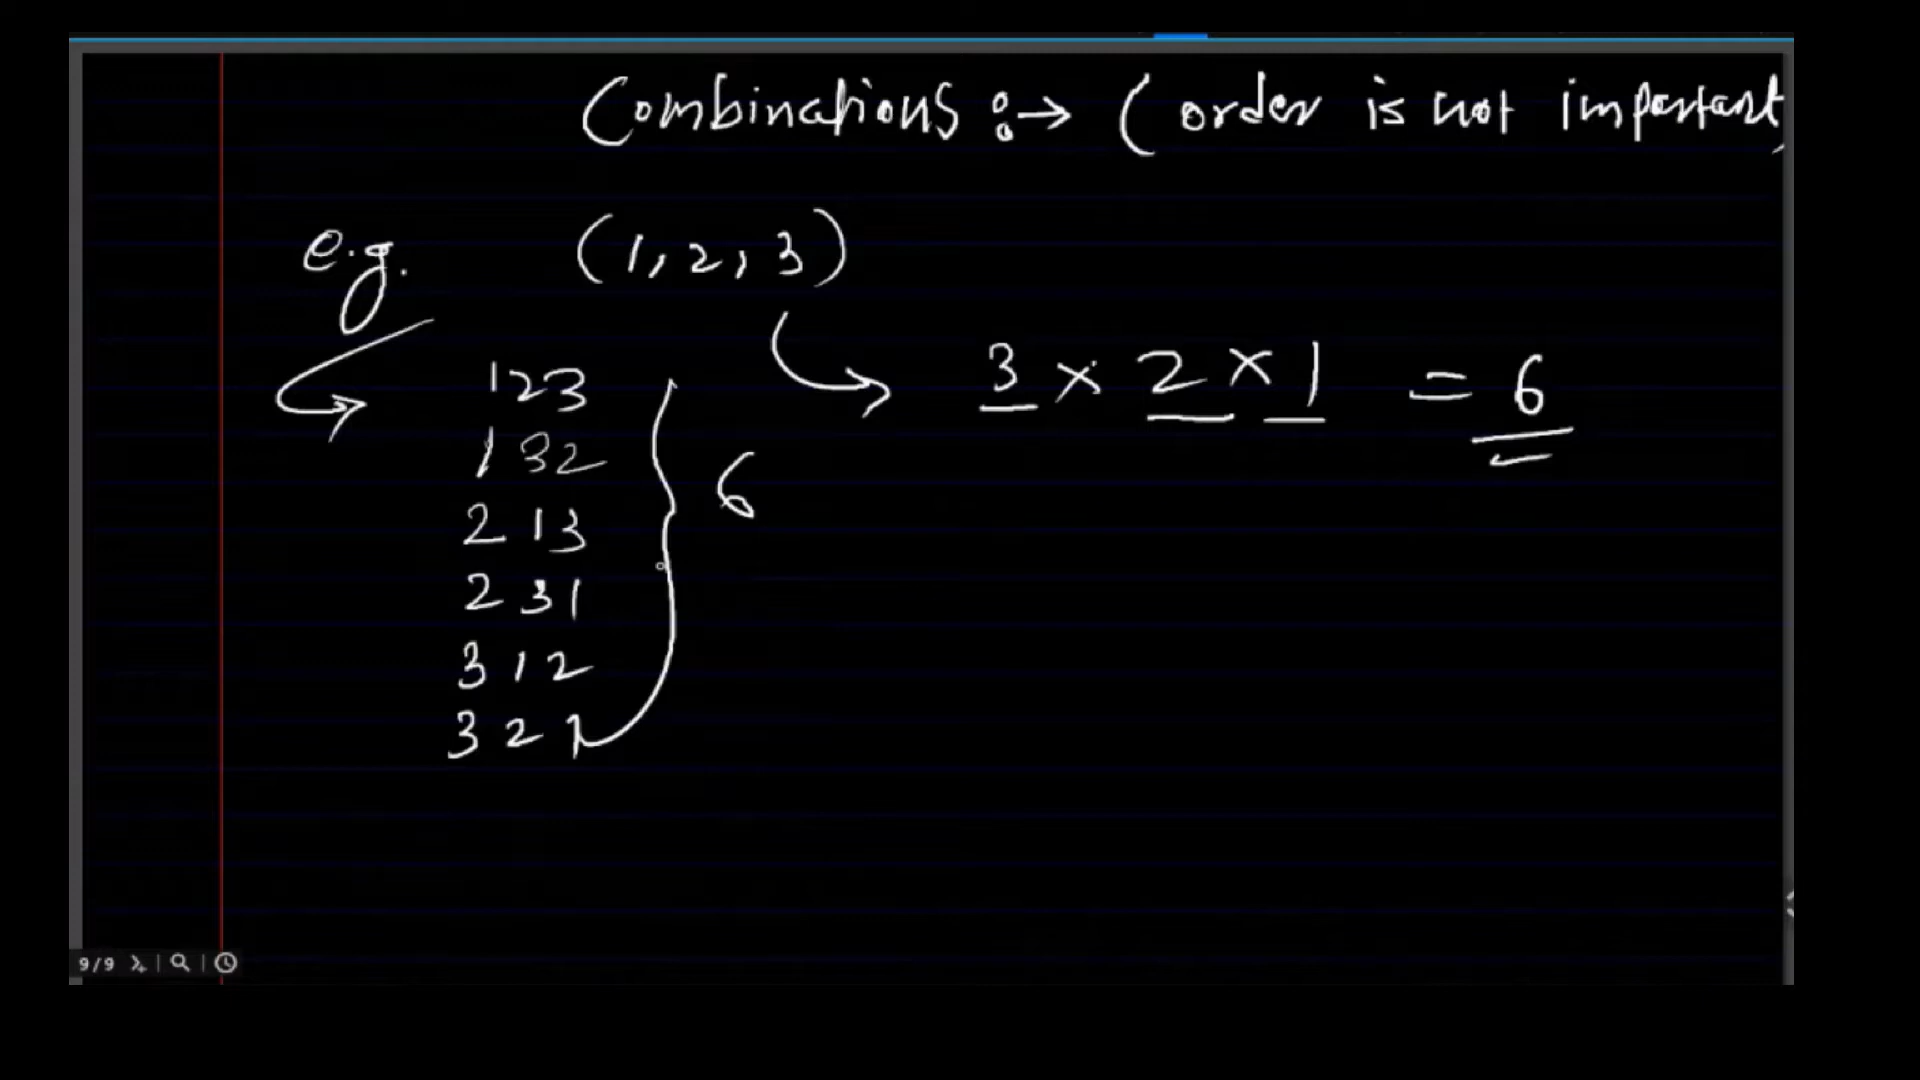 Combinations :→ (order is not important)
e.g. (1, 2, 3)
3 × 2 × 1 = 6
123
132
213
231
312
321
6
9/9